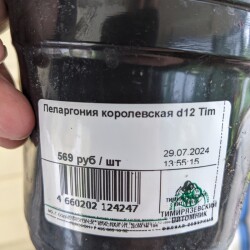 Пеларгония королевская d12 Tim
569 руб / шт
29.07.2024
13:55:15
4 660202 124247
ТИМИРЯЗЕВСКИЙ
ПИТОМНИК